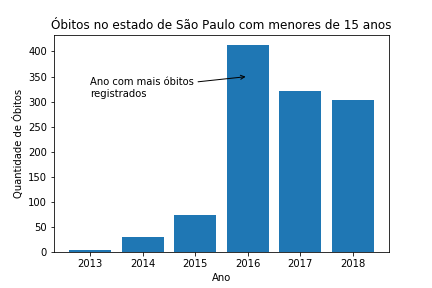 Óbitos no estado de São Paulo com menores de 15 anos
400
350
300
250
200
150
100
50
0
Quantidade de Óbitos
Ano com mais óbitos
registrados
2013 2014 2015 2016 2017 2018
Ano